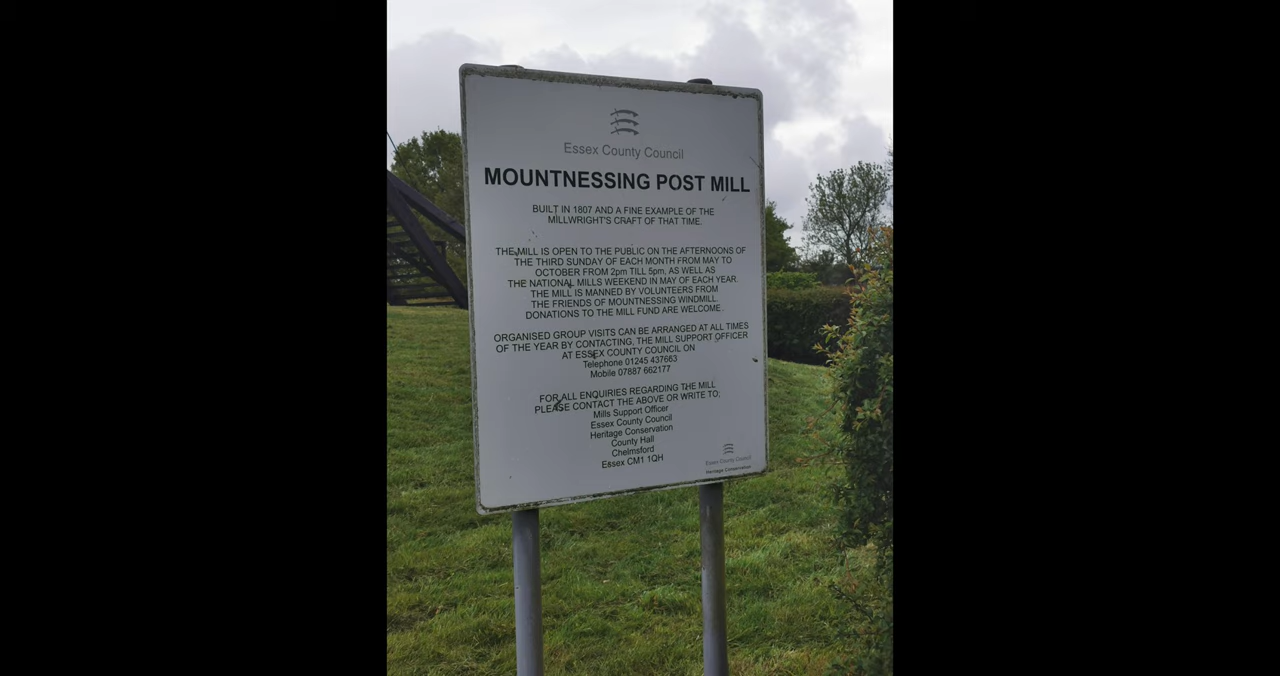 Essex County Council
MOUNTNESSING POST MILL
BUILT IN 1807 AND A FINE EXAMPLE OF THE
MILLWRIGHT'S CRAFT OF THAT TIME.
THE MILL IS OPEN TO THE PUBLIC ON THE AFTERNOONS OF
THE THIRD SUNDAY OF EACH MONTH FROM MAY TO
OCTOBER FROM 2pm TILL 5pm, AS WELL AS
THE NATIONAL MILLS WEEKEND IN MAY OF EACH YEAR.
THE MILL IS MANNED BY VOLUNTEERS FROM
THE FRIENDS OF MOUNTNESSING WINDMILL.
DONATIONS TO THE MILL FUND ARE WELCOME.
ORGANISED GROUP VISITS CAN BE ARRANGED AT ALL TIMES
OF THE YEAR BY CONTACTING, THE MILL SUPPORT OFFICER
AT ESSEX COUNTY COUNCIL ON
Telephone 01245 437663
Mobile 07887 662177
FOR ALL ENQUIRIES REGARDING THE MILL
PLEASE CONTACT THE ABOVE OR WRITE TO;
Mills Support Officer
Essex County Council
Heritage Conservation
County Hall
Chelmsford
Essex CM1 1QH
Essex County Council
Heritage Conservation